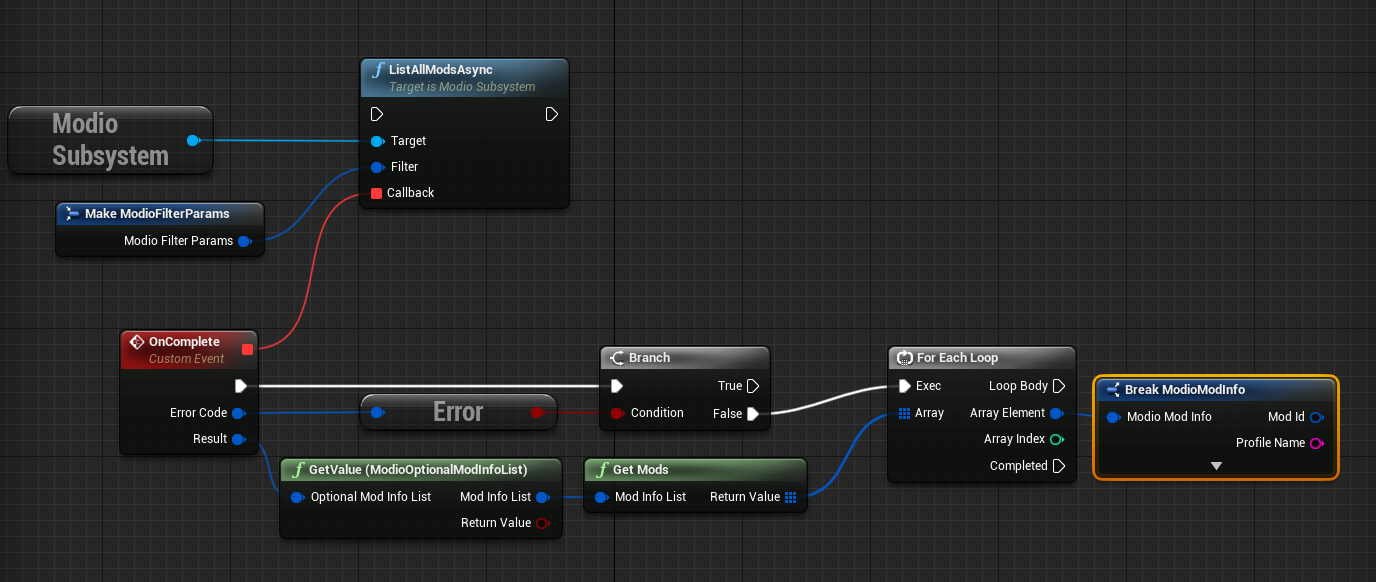 ListAllModsAsync
Target is Modio Subsystem
Modio
Subsystem
Target
Filter
Callback
Make ModioFilterParams
Modio Filter Params
OnComplete
Custom Event
Error Code
Result
Error
Branch
True
Condition
False
GetValue (ModioOptionalModInfoList)
Optional Mod Info List
Mod Info List
Return Value
Get Mods
Mod Info List
Return Value
For Each Loop
Exec
Loop Body
Array
Array Element
Array Index
Completed
Break ModioModInfo
Modio Mod Info
Mod Id
Profile Name